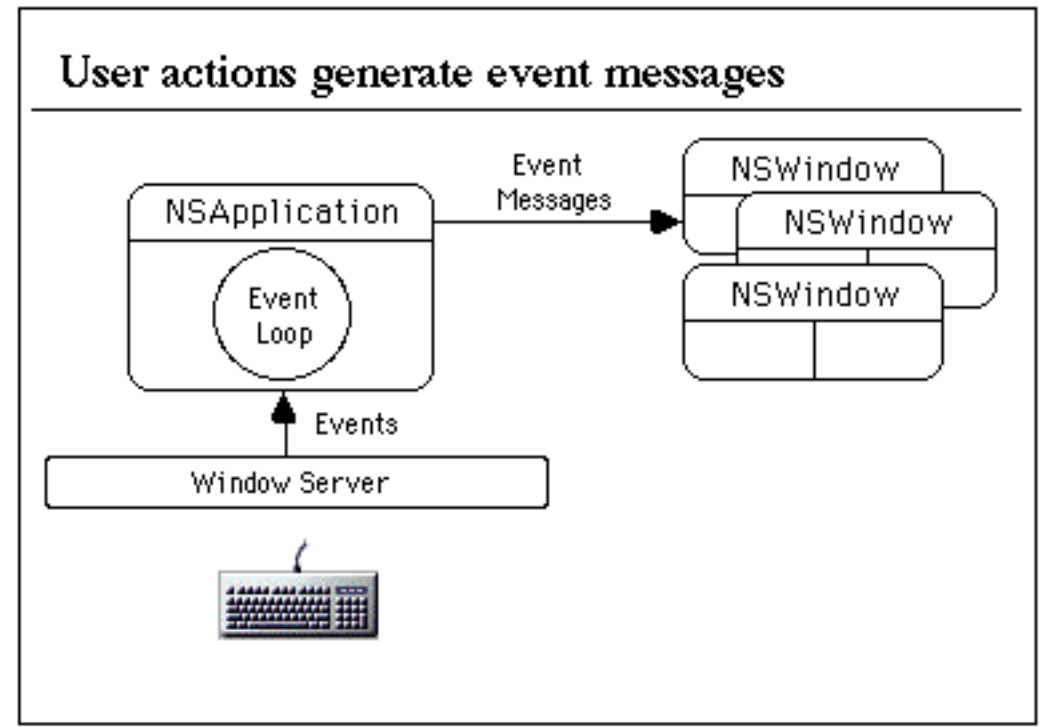 User actions generate event messages
Event
Messages
NSWindow
NSApplication
NSWindow
Event
Loop
NSWindow
Events
Window Server